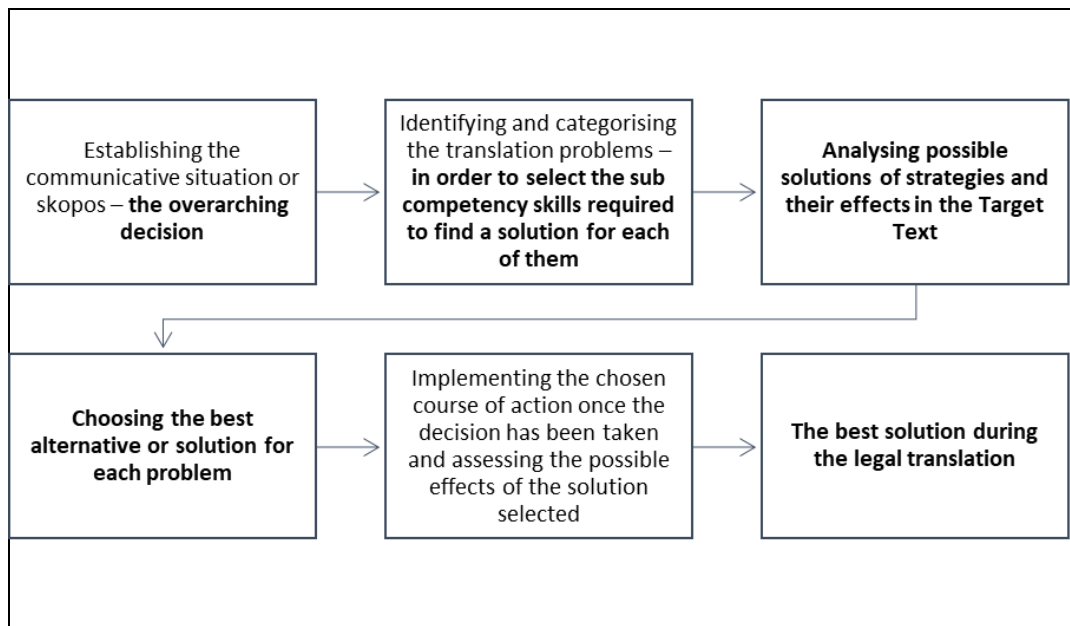 Establishing the
communicative situation or
skopos – the overarching
decision
Identifying and categorising
the translation problems –
in order to select the sub
competency skills required
to find a solution for each
of them
Analysing possible
solutions of strategies and
their effects in the Target
Text
Choosing the best
alternative or solution for
each problem
Implementing the chosen
course of action once the
decision has been taken
and assessing the possible
effects of the solution
selected
The best solution during
the legal translation